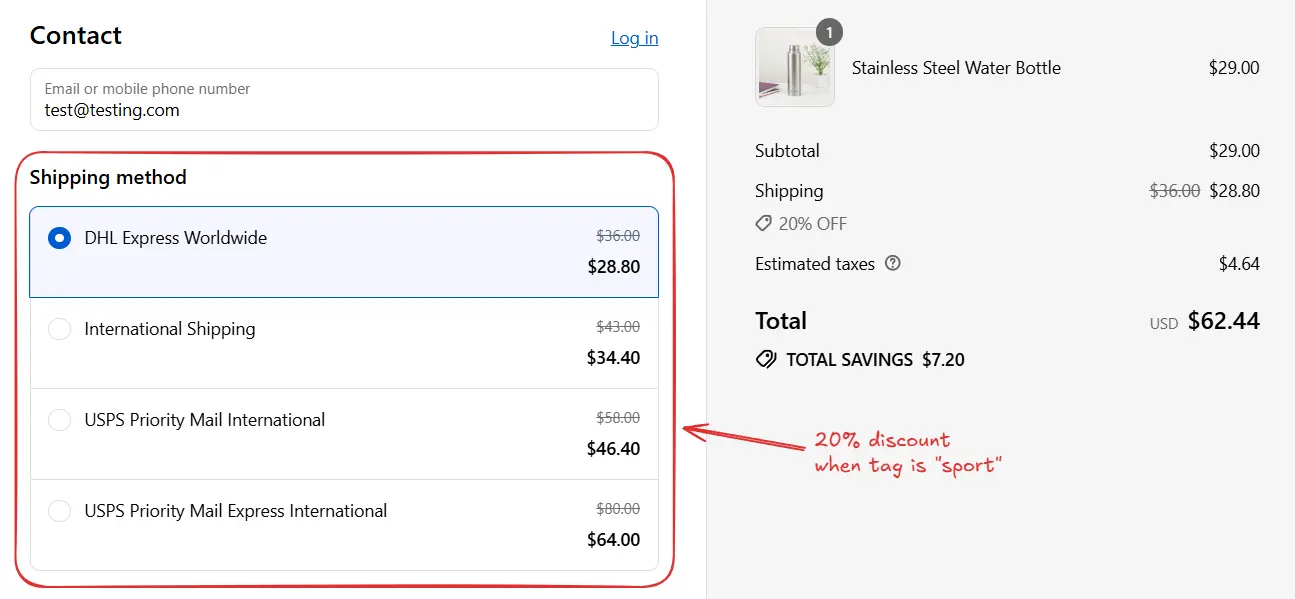 Contact
Log in
Email or mobile phone number
test@testing.com
Shipping method
DHL Express Worldwide $36.00
$28.80
International Shipping $43.00
$34.40
USPS Priority Mail International $58.00
$46.40
USPS Priority Mail Express International $80.00
$64.00
1
Stainless Steel Water Bottle $29.00
Subtotal $29.00
Shipping $36.00 $28.80
20% OFF
Estimated taxes $4.64
Total USD $62.44
TOTAL SAVINGS $7.20
20% discount
when tag is "sport"